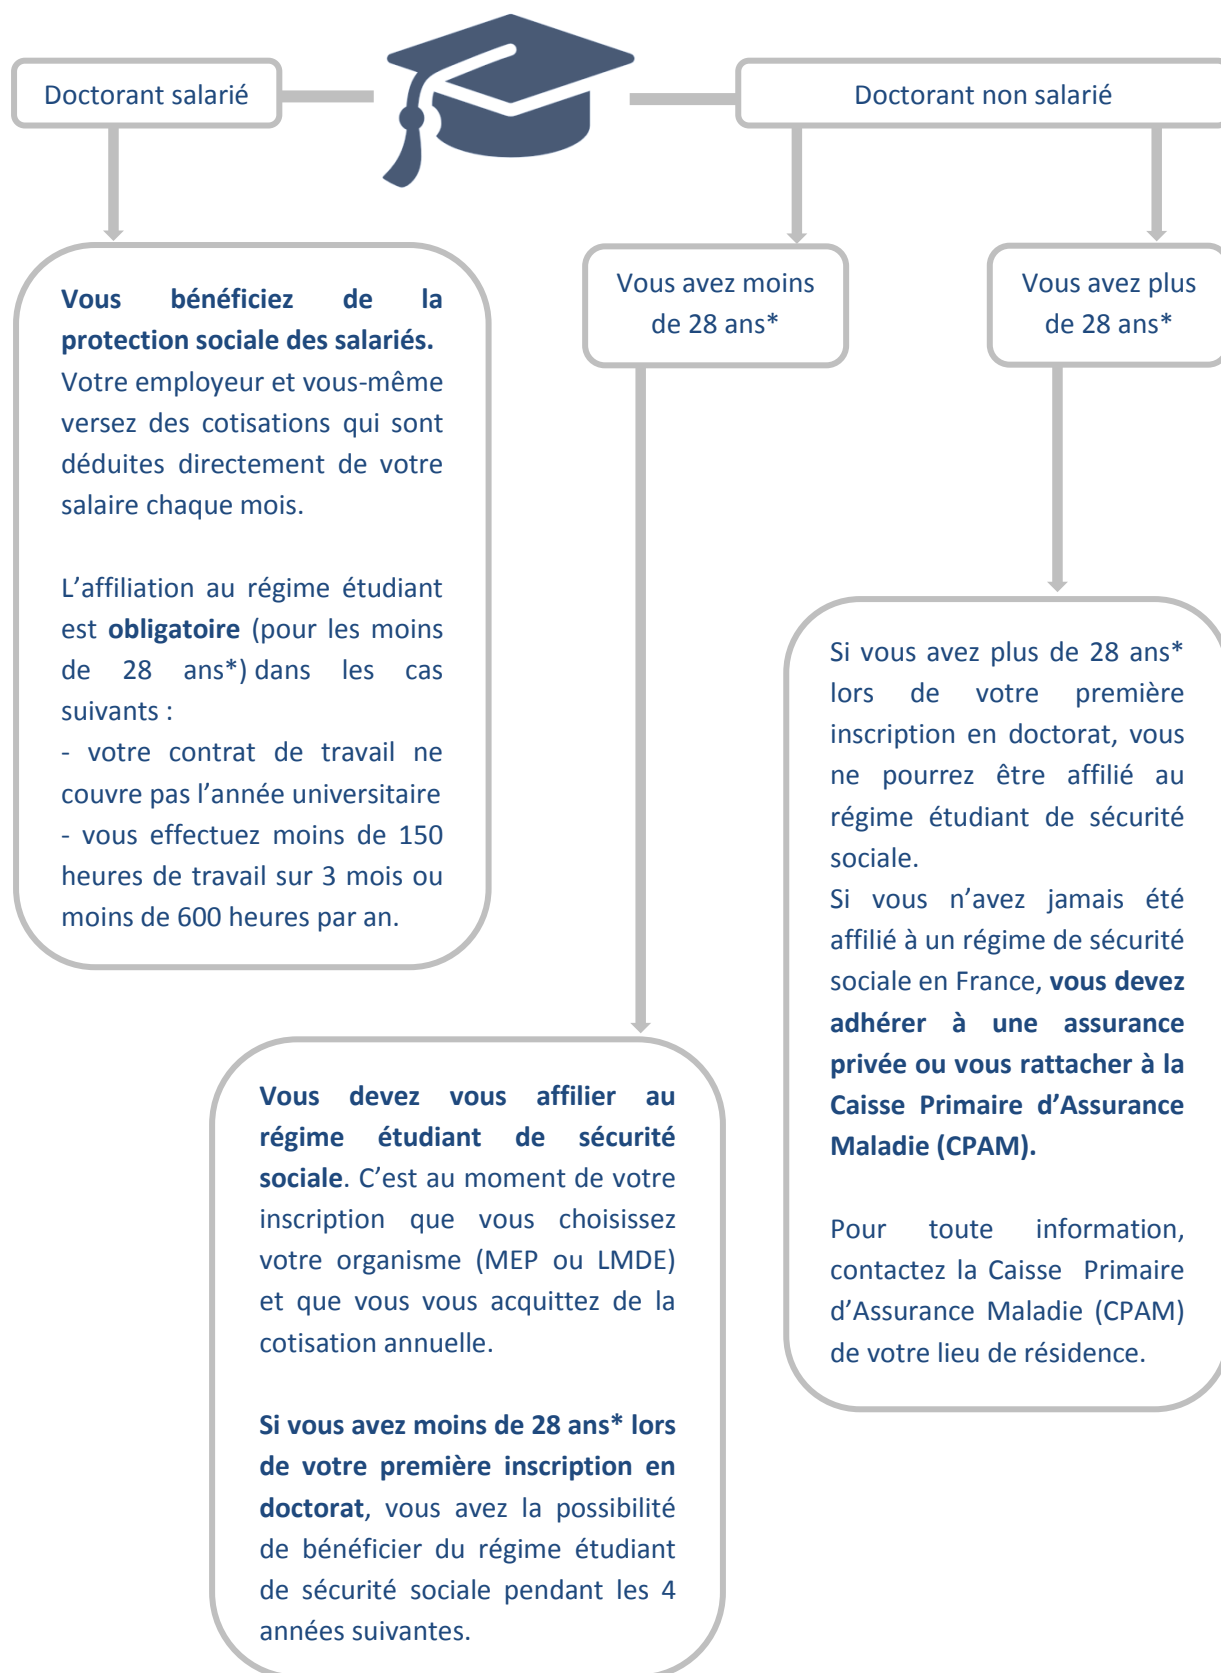 Doctorant salarié
Doctorant non salarié
Vous bénéficiez de la
protection sociale des salariés.
Votre employeur et vous-même
versez des cotisations qui sont
déduites directement de votre
salaire chaque mois.
L’affiliation au régime étudiant
est obligatoire (pour les moins
de 28 ans*) dans les cas
suivants :
- votre contrat de travail ne
couvre pas l’année universitaire
- vous effectuez moins de 150
heures de travail sur 3 mois ou
moins de 600 heures par an.
Vous avez moins
de 28 ans*
Vous devez vous affilier au
régime étudiant de sécurité
sociale. C’est au moment de votre
inscription que vous choisissez
votre organisme (MEP ou LMDE)
et que vous vous acquittez de la
cotisation annuelle.
Si vous avez moins de 28 ans* lors
de votre première inscription en
doctorat, vous avez la possibilité
de bénéficier du régime étudiant
de sécurité sociale pendant les 4
années suivantes.
Vous avez plus
de 28 ans*
Si vous avez plus de 28 ans*
lors de votre première
inscription en doctorat, vous
ne pourrez être affilié au
régime étudiant de sécurité
sociale.
Si vous n’avez jamais été
affilié à un régime de sécurité
sociale en France, vous devez
adhérer à une assurance
privée ou vous rattacher à la
Caisse Primaire d’Assurance
Maladie (CPAM).
Pour toute information,
contactez la Caisse Primaire
d’Assurance Maladie (CPAM)
de votre lieu de résidence.